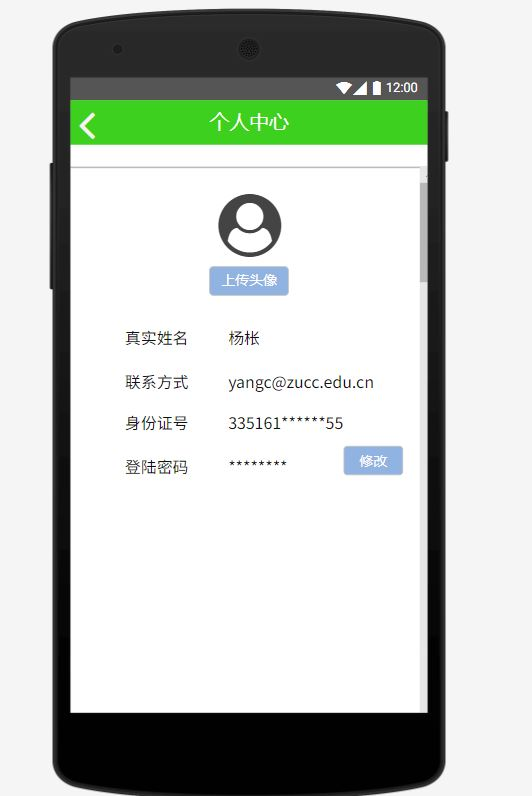 12:00
个人中心
上传头像
真实姓名 杨枨
联系方式 yangc@zucc.edu.cn
身份证号 335161******55
登陆密码 ******** 修改